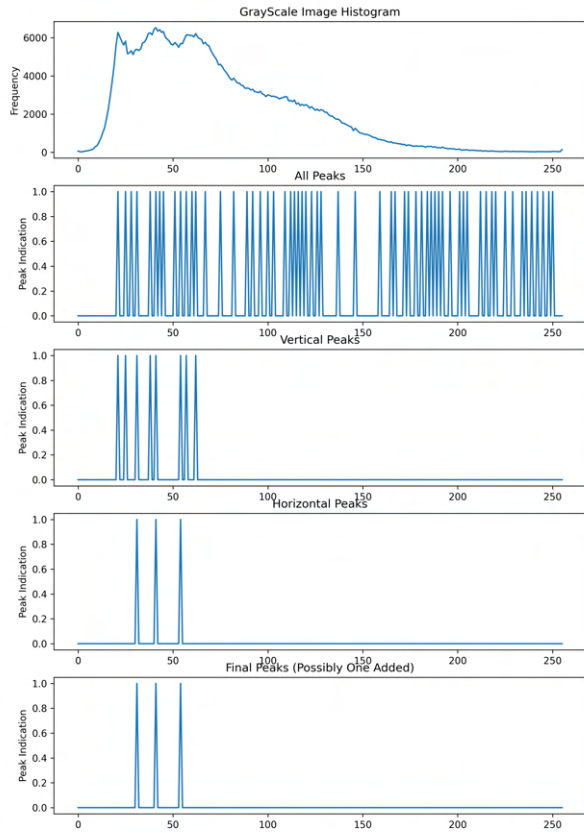 GrayScale Image Histogram
Frequency
6000
4000
2000
0
0 50 100 150 200 250
All Peaks
Peak Indication
1.0
0.8
0.6
0.4
0.2
0.0
0 50 100 150 200 250
Vertical Peaks
Peak Indication
1.0
0.8
0.6
0.4
0.2
0.0
0 50 100 150 200 250
Horizontal Peaks
Peak Indication
1.0
0.8
0.6
0.4
0.2
0.0
0 50 100 150 200 250
Final Peaks (Possibly One Added)
Peak Indication
1.0
0.8
0.6
0.4
0.2
0.0
0 50 100 150 200 250